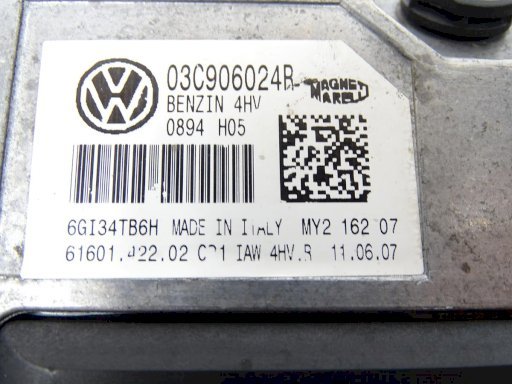 03C906024B
MAGNETI
MARELLI
BENZIN 4HV
0894 H05
6GI34TB6H MADE IN ITALY MY2 162 07
61601.422.02 IAW 4HV.R 11.06.07